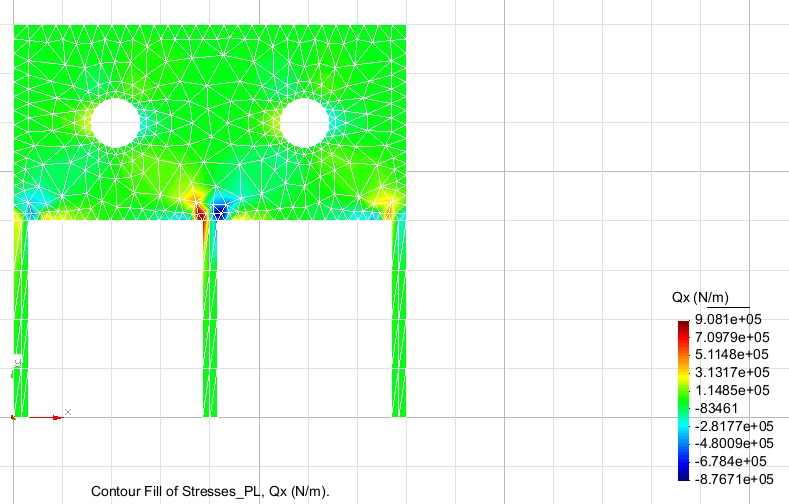 x
Qx (N/m)
9.081e+05
7.0979e+05
5.1148e+05
3.1317e+05
1.1485e+05
-83461
-2.8177e+05
-4.8009e+05
-6.784e+05
-8.7671e+05
Contour Fill of Stresses_PL, Qx (N/m).